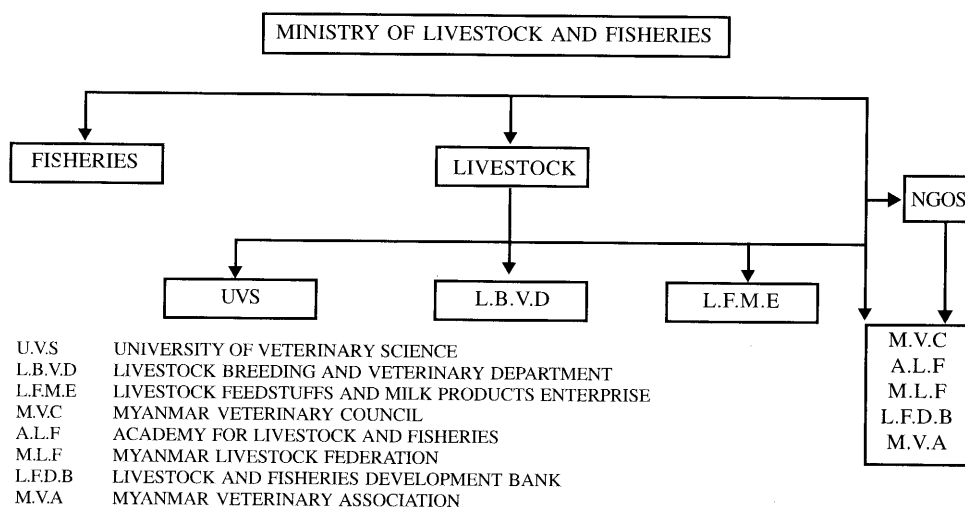 MINISTRY OF LIVESTOCK AND FISHERIES
FISHERIES
LIVESTOCK
NGOS
UVS
L.B.V.D
L.F.M.E
M.V.C
A.L.F
M.L.F
L.F.D.B
M.V.A
U.V.S UNIVERSITY OF VETERINARY SCIENCE
L.B.V.D LIVESTOCK BREEDING AND VETERINARY DEPARTMENT
L.F.M.E LIVESTOCK FEEDSTUFFS AND MILK PRODUCTS ENTERPRISE
M.V.C MYANMAR VETERINARY COUNCIL
A.L.F ACADEMY FOR LIVESTOCK AND FISHERIES
M.L.F MYANMAR LIVESTOCK FEDERATION
L.F.D.B LIVESTOCK AND FISHERIES DEVELOPMENT BANK
M.V.A MYANMAR VETERINARY ASSOCIATION